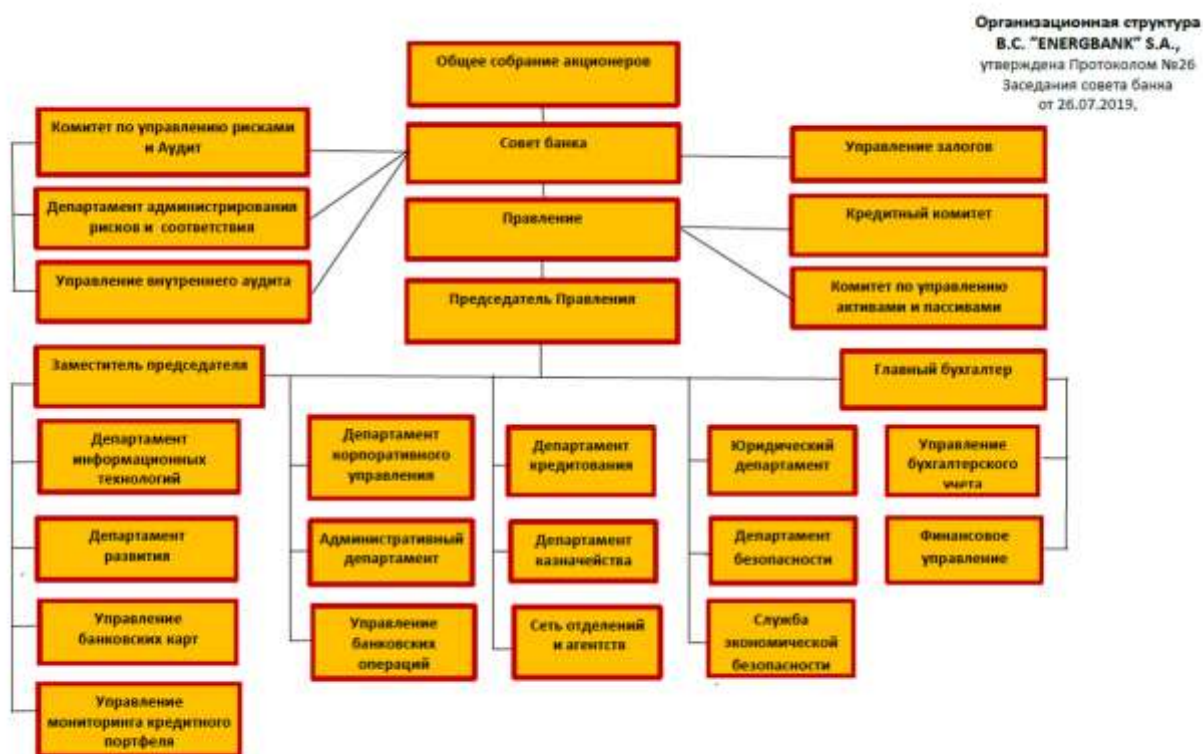 Организационная структура
B.C. "ENERGBANK" S.A.,
утверждена Протоколом №26
Заседания совета банка
от 26.07.2019,
Общее собрание акционеров
Комитет по управлению рисками
и Аудит
Совет банка
Управление залогов
Департамент администрирования
рисков и соответствия
Правление
Кредитный комитет
Управление внутреннего аудита
Председатель Правления
Комитет по управлению
активами и пассивами
Заместитель председателя
Главный бухгалтер
Департамент
информационных
технологий
Департамент
корпоративного
управления
Департамент
кредитования
Юридический
департамент
Управление
бухгалтерского
учета
Департамент
развития
Административный
департамент
Департамент
казначейства
Департамент
безопасности
Финансовое
управление
Управление
банковских карт
Управление
банковских
операций
Сеть отделений
и агентств
Служба
экономической
безопасности
Управление
мониторинга кредитного
портфеля